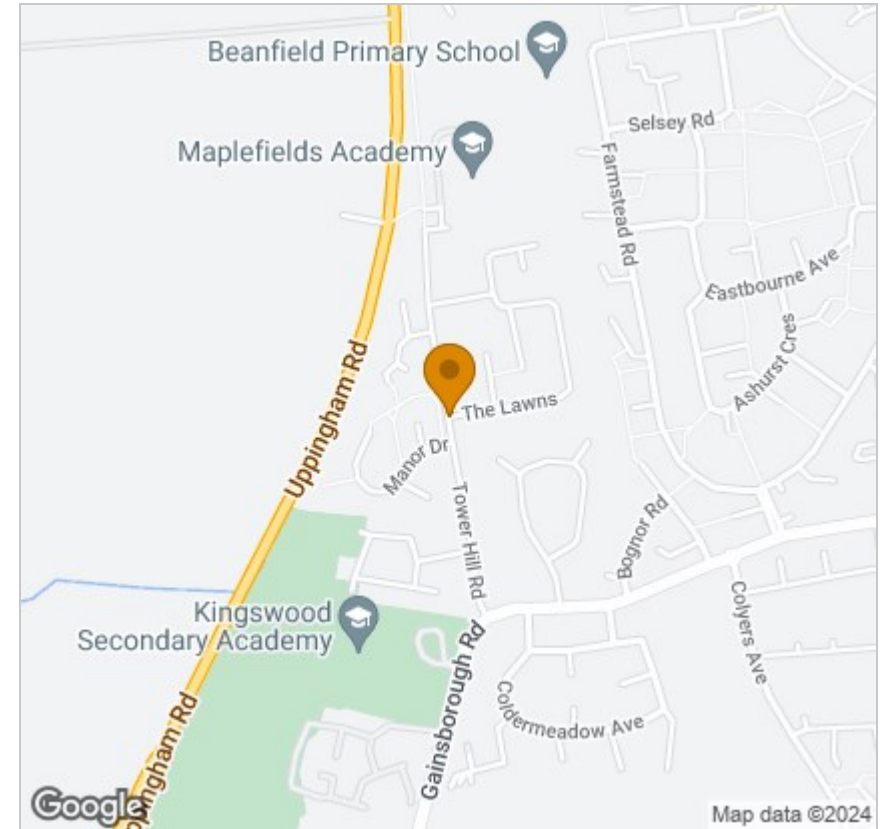 Beanfield Primary School
Selsey Rd
Maplefields Academy
Farmstead Rd
Eastbourne Ave
Ashurst Cres
Uppingham Rd
The Lawns
Manor Dr
Tower Hill Rd
Bognor Rd
Kingswood
Secondary Academy
Colyers Ave
Gainsborough Rd
Coldermeadow Ave
ppingham Rd
Google
Map data ©2024